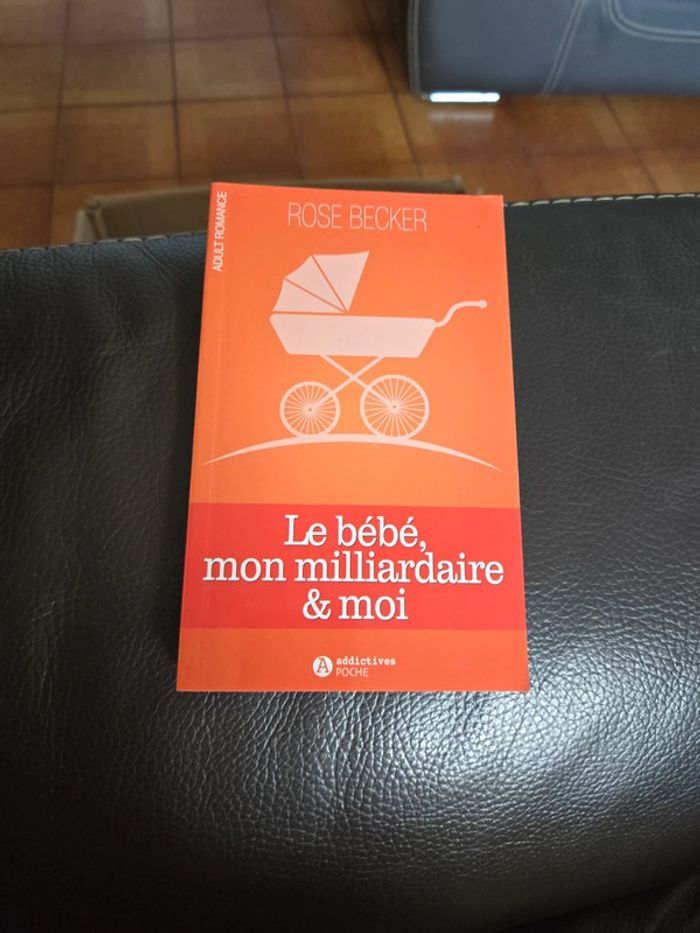 ADULT ROMANCE
ROSE BECKER
Le bébé,
mon milliardaire
& moi
A
addictives
POCHE